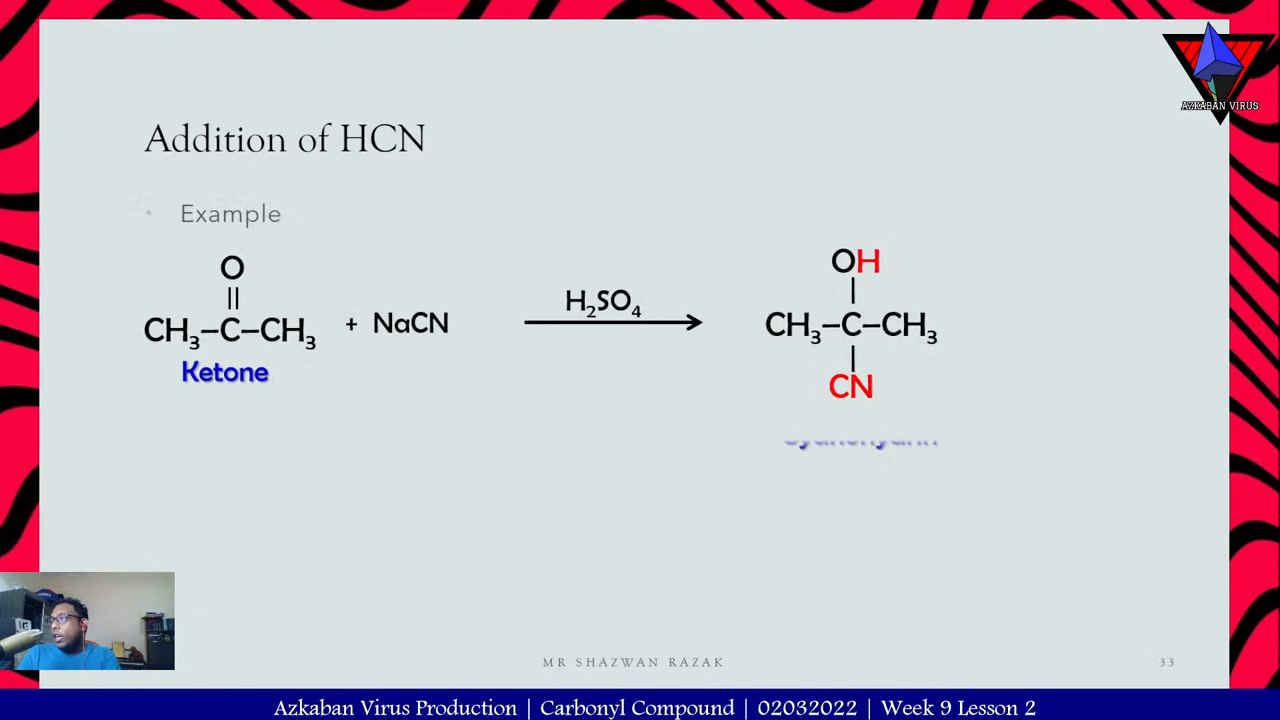 AZKABAN VIRUS
Addition of HCN
• Example
O
||
CH₃–C–CH₃ + NaCN
Ketone
H₂SO₄
OH
|
CH₃–C–CH₃
|
CN
MR SHAZWAN RAZAK
33
Azkaban Virus Production | Carbonyl Compound | 02032022 | Week 9 Lesson 2